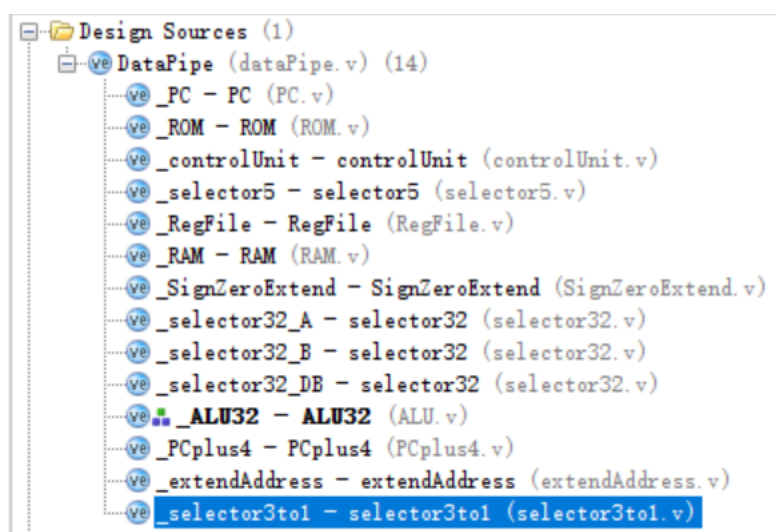 Design Sources (1)
DataPipe (dataPipe.v) (14)
_PC - PC (PC.v)
_ROM - ROM (ROM.v)
_controlUnit - controlUnit (controlUnit.v)
_selector5 - selector5 (selector5.v)
_RegFile - RegFile (RegFile.v)
_RAM - RAM (RAM.v)
_SignZeroExtend - SignZeroExtend (SignZeroExtend.v)
_selector32_A - selector32 (selector32.v)
_selector32_B - selector32 (selector32.v)
_selector32_DB - selector32 (selector32.v)
_ALU32 - ALU32 (ALU.v)
_PCplus4 - PCplus4 (PCplus4.v)
_extendAddress - extendAddress (extendAddress.v)
_selector3to1 - selector3to1 (selector3to1.v)